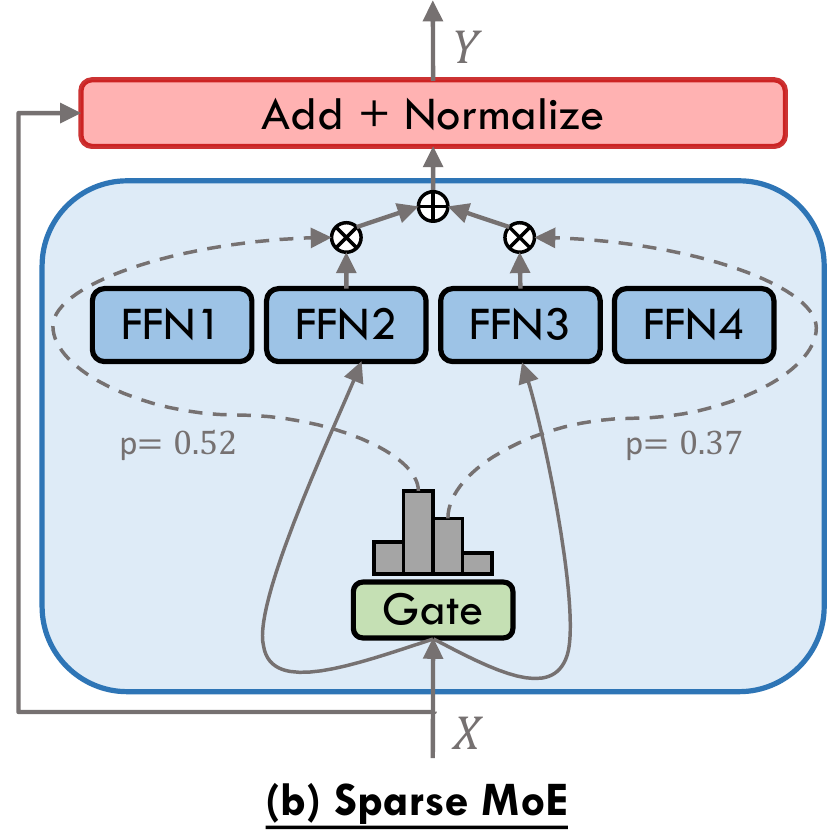 Y
Add + Normalize
FFN1 FFN2 FFN3 FFN4
p= 0.52 p= 0.37
Gate
X
(b) Sparse MoE